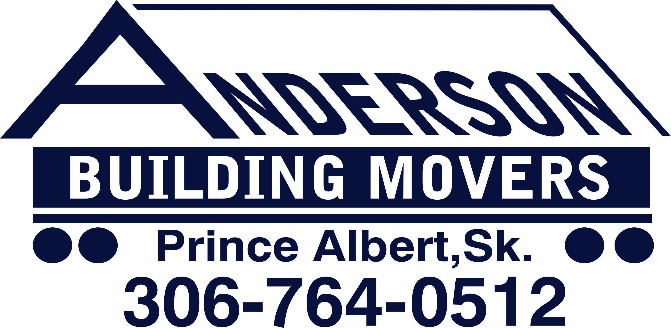 ANDERSON
BUILDING MOVERS
Prince Albert,Sk.
306-764-0512